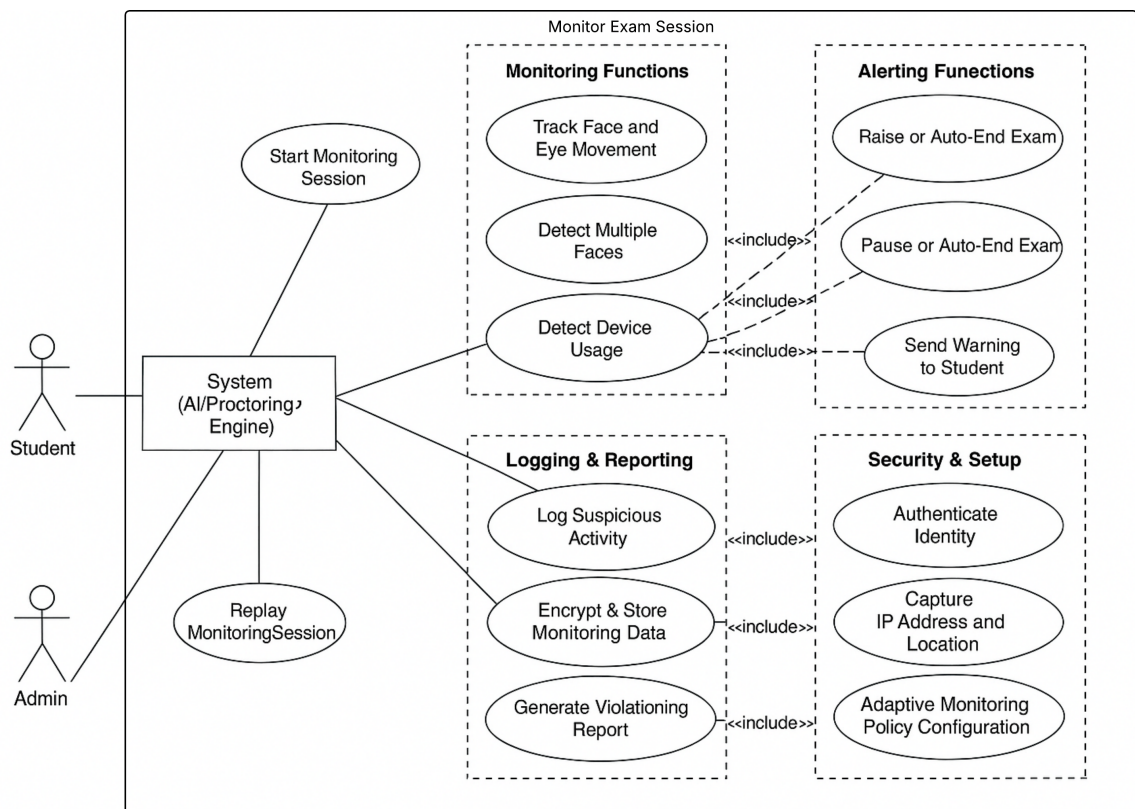 Monitor Exam Session
Monitoring Functions
Track Face and
Eye Movement
Detect Multiple
Faces
Detect Device
Usage
Alerting Funections
Raise or Auto-End Exam
Pause or Auto-End Exam
Send Warning
to Student
<<include>>
<<include>>
<<include>>
Start Monitoring
Session
Student
System
(AI/Proctoring,
Engine)
Replay
MonitoringSession
Admin
Logging & Reporting
Log Suspicious
Activity
Encrypt & Store
Monitoring Data
Generate Violationing
Report
<<include>>
<<include>>
<<include>>
Security & Setup
Authenticate
Identity
Capture
IP Address and
Location
Adaptive Monitoring
Policy Configuration